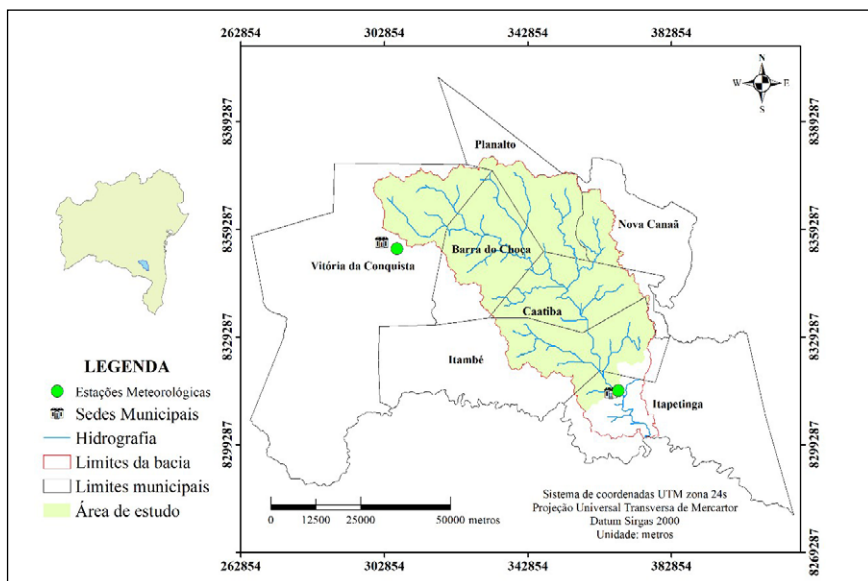 262854 302854 342854 382854
N
W E
S
8389287 8389287
Planalto
Nova Canaã
8359287 8359287
Barra do Choça
Vitória da Conquista
Caatiba
8329287 8329287
LEGENDA
Itambé
Estações Meteorológicas
Itapetinga
Sedes Municipais
Hidrografia
8299287 8299287
Limites da bacia
Limites municipais
Área de estudo
Sistema de coordenadas UTM zona 24s
Projeção Universal Transversa de Mercartor
Datum Sirgas 2000
Unidade: metros
0 12500 25000 50000 metros
8269287 8269287
262854 302854 342854 382854